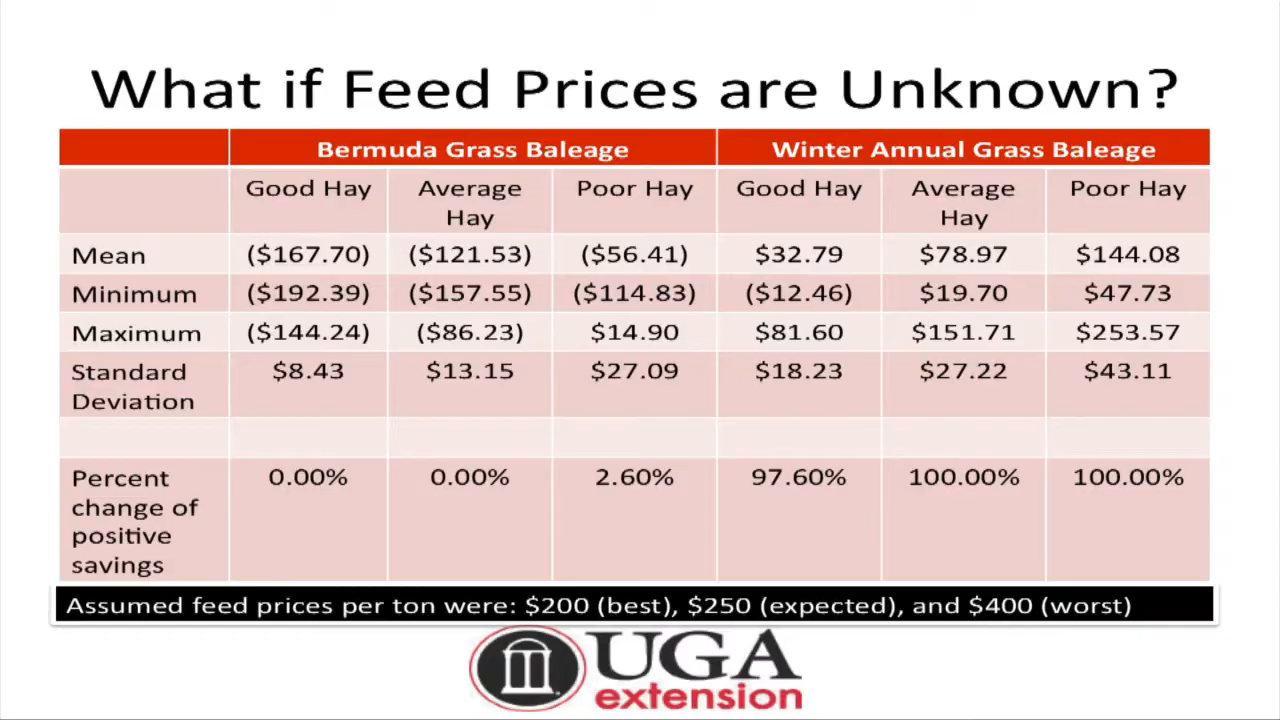 What if Feed Prices are Unknown?
Bermuda Grass Baleage Winter Annual Grass Baleage
Good Hay Average Hay Poor Hay Good Hay Average Hay Poor Hay
Mean ($167.70) ($121.53) ($56.41) $32.79 $78.97 $144.08
Minimum ($192.39) ($157.55) ($114.83) ($12.46) $19.70 $47.73
Maximum ($144.24) ($86.23) $14.90 $81.60 $151.71 $253.57
Standard Deviation $8.43 $13.15 $27.09 $18.23 $27.22 $43.11
Percent change of positive savings 0.00% 0.00% 2.60% 97.60% 100.00% 100.00%
Assumed feed prices per ton were: $200 (best), $250 (expected), and $400 (worst)
UGA
extension